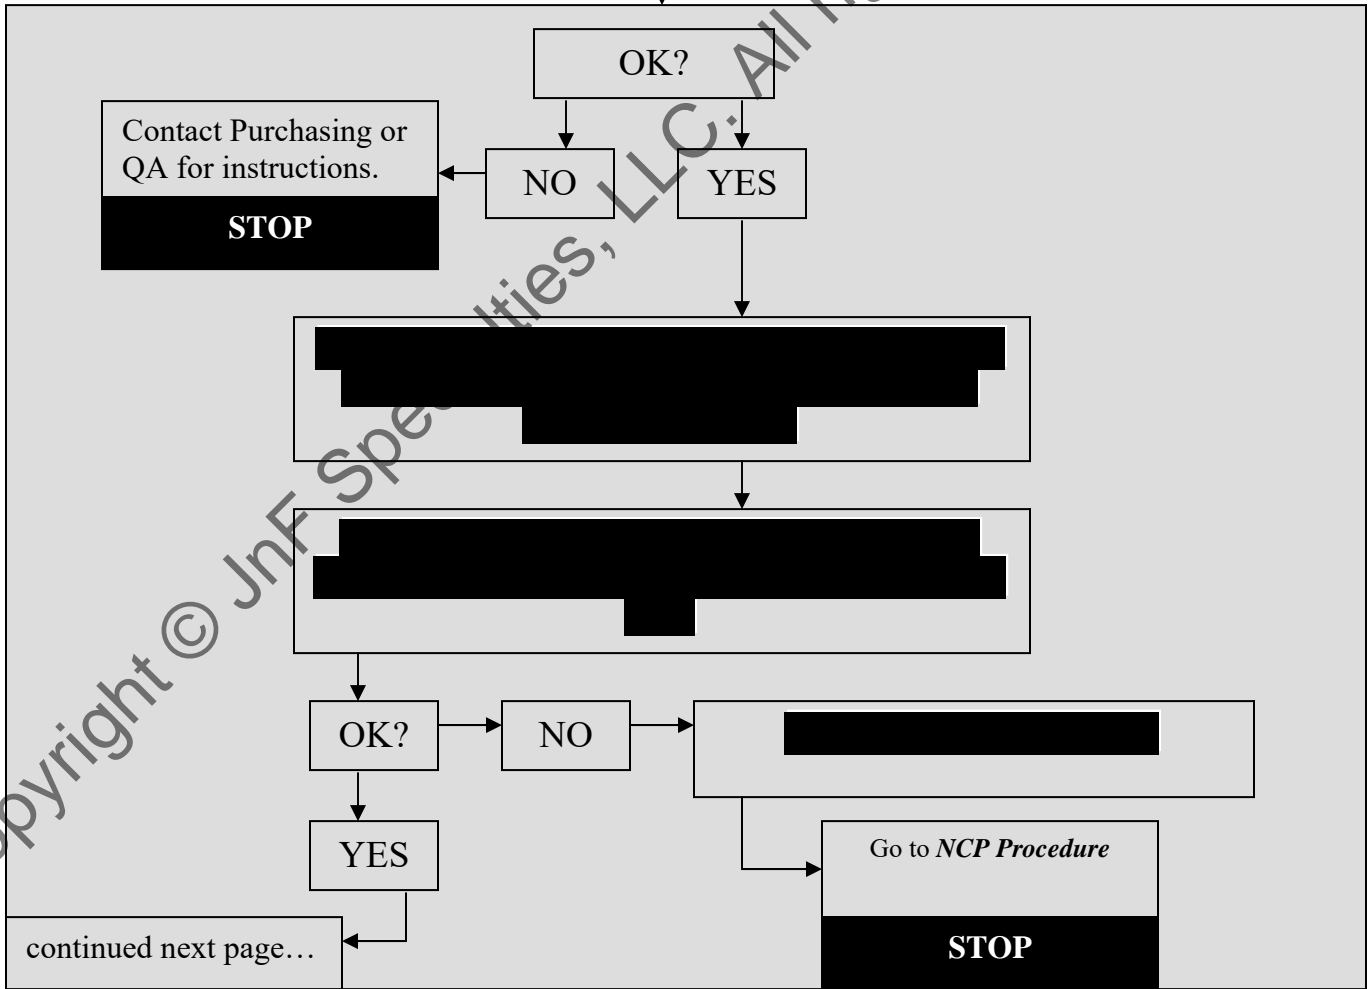 OK?
Contact Purchasing or
QA for instructions.
STOP
NO
YES
OK?
NO
YES
Go to NCP Procedure
STOP
continued next page…
opyright © JnF Specialties, LLC. All